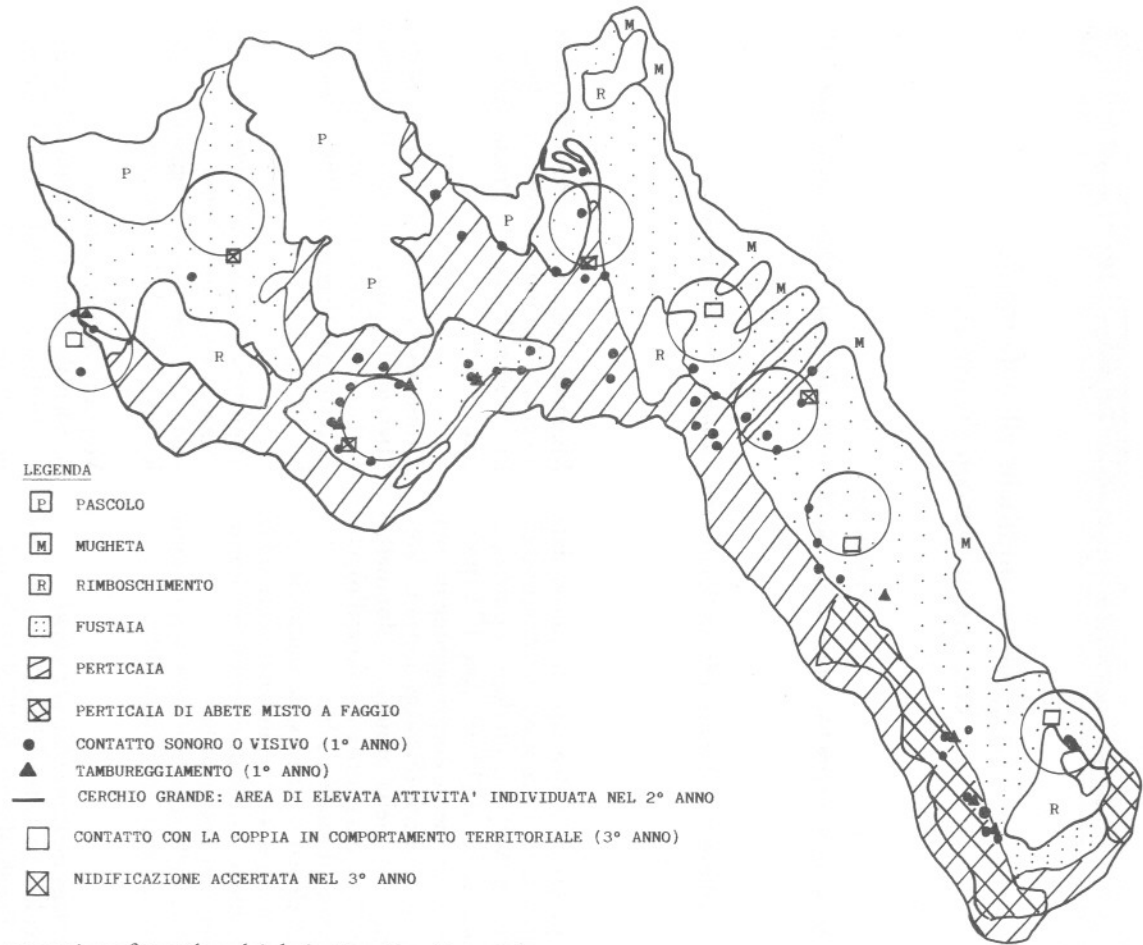 M
M
R
P
P
P
M
P
M
R
R
M
M
R
LEGENDA
P PASCOLO
M MUGHETA
R RIMBOSCHIMENTO
FUSTAIA
PERTICAIA
PERTICAIA DI ABETE MISTO A FAGGIO
CONTATTO SONORO O VISIVO (1° ANNO)
TAMBUREGGIAMENTO (1° ANNO)
CERCHIO GRANDE: AREA DI ELEVATA ATTIVITA' INDIVIDUATA NEL 2° ANNO
CONTATTO CON LA COPPIA IN COMPORTAMENTO TERRITORIALE (3° ANNO)
NIDIFICAZIONE ACCERTATA NEL 3° ANNO